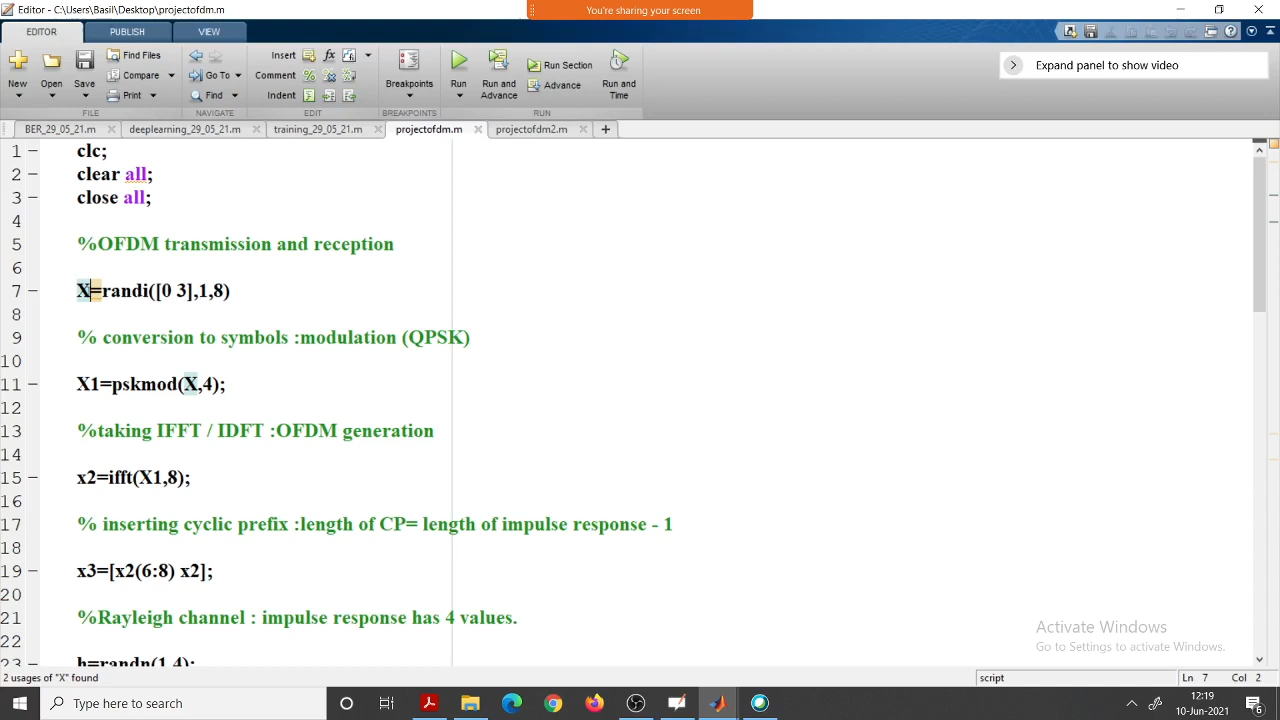 Editor - C:\Users\Basil\Desktop\projectofdm.m
You're sharing your screen
EDITOR PUBLISH VIEW
New Open Save Find Files Compare Print
Go To Find
Insert fx
Comment
Indent
Breakpoints
Run Run and Advance Run Section Advance Run and Time
FILE NAVIGATE EDIT BREAKPOINTS RUN
Expand panel to show video
BER_29_05_21.m deeplearning_29_05_21.m training_29_05_21.m projectofdm.m projectofdm2.m
1 clc;
2 clear all;
3 close all;
4
5 %OFDM transmission and reception
6
7 X=randi([0 3],1,8)
8
9 % conversion to symbols :modulation (QPSK)
10
11 X1=pskmod(X,4);
12
13 %taking IFFT / IDFT :OFDM generation
14
15 x2=ifft(X1,8);
16
17 % inserting cyclic prefix :length of CP= length of impulse response - 1
18
19 x3=[x2(6:8) x2];
20
21 %Rayleigh channel : impulse response has 4 values.
22
23 h=randn(1,4);
Activate Windows
Go to Settings to activate Windows.
2 usages of "X" found
script
Ln 7 Col 2
Type here to search
12:19
10-Jun-2021
6